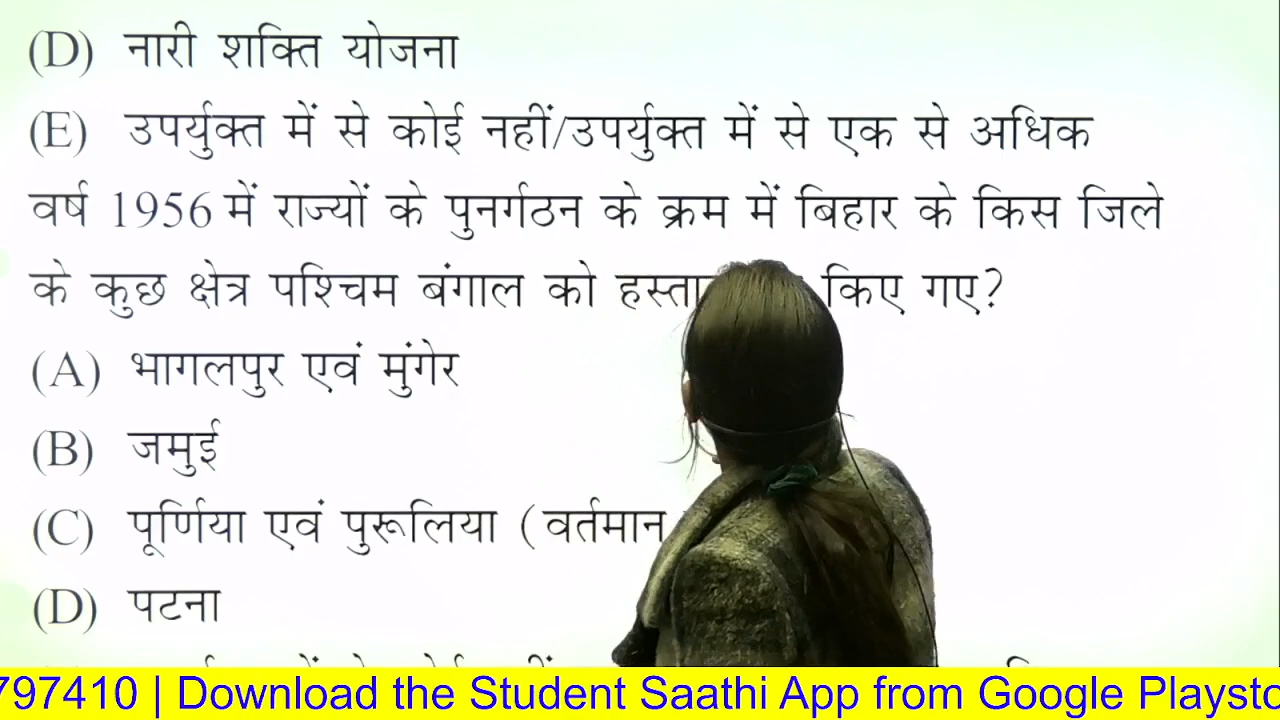 (D) नारी शक्ति योजना
(E) उपर्युक्त में से कोई नहीं/उपर्युक्त में से एक से अधिक
वर्ष 1956 में राज्यों के पुनर्गठन के क्रम में बिहार के किस जिले
के कुछ क्षेत्र पश्चिम बंगाल को किए गए?
(A) भागलपुर एवं मुंगेर
(B) जमुई
(C) पूर्णिया एवं पुरूलिया (वर्तमान
(D) पटना
797410 | Download the Student Saathi App from Google Playsto